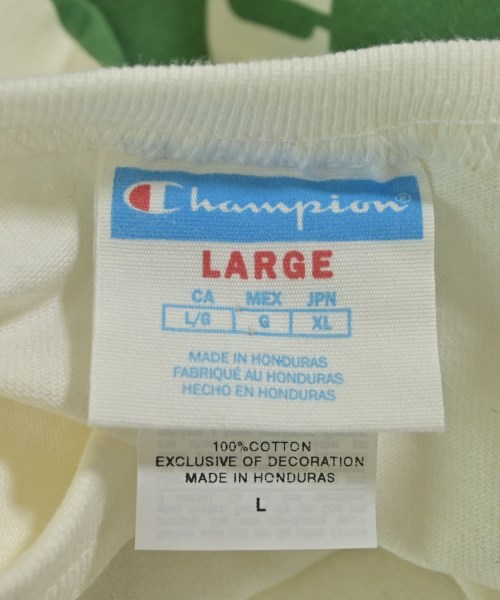 Champion®
LARGE
CA MEX JPN
L/G G XL
MADE IN HONDURAS
FABRIQUÉ AU HONDURAS
HECHO EN HONDURAS
100%COTTON
EXCLUSIVE OF DECORATION
MADE IN HONDURAS
L